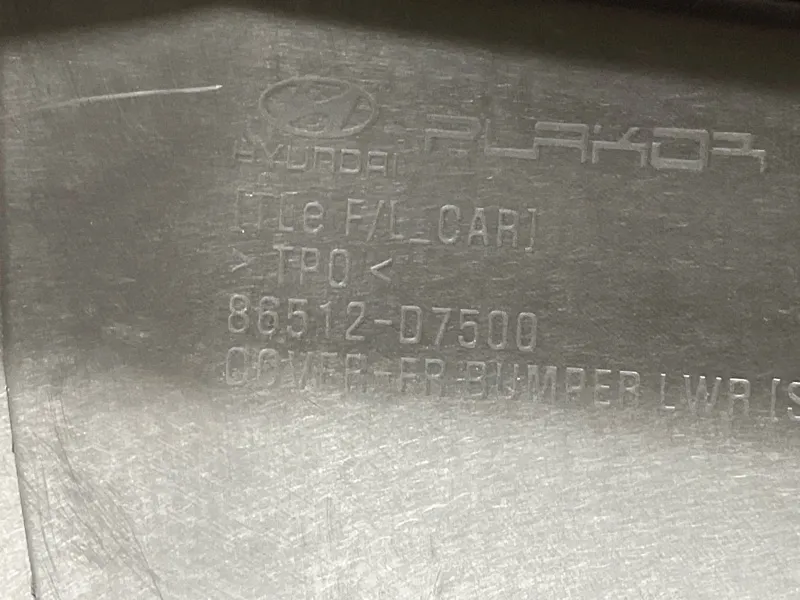 HYUNDAI PLAKOR
[TLe F/L_CAR]
> TPO <
86512-D7500
COVER-FR BUMPER LWR [S